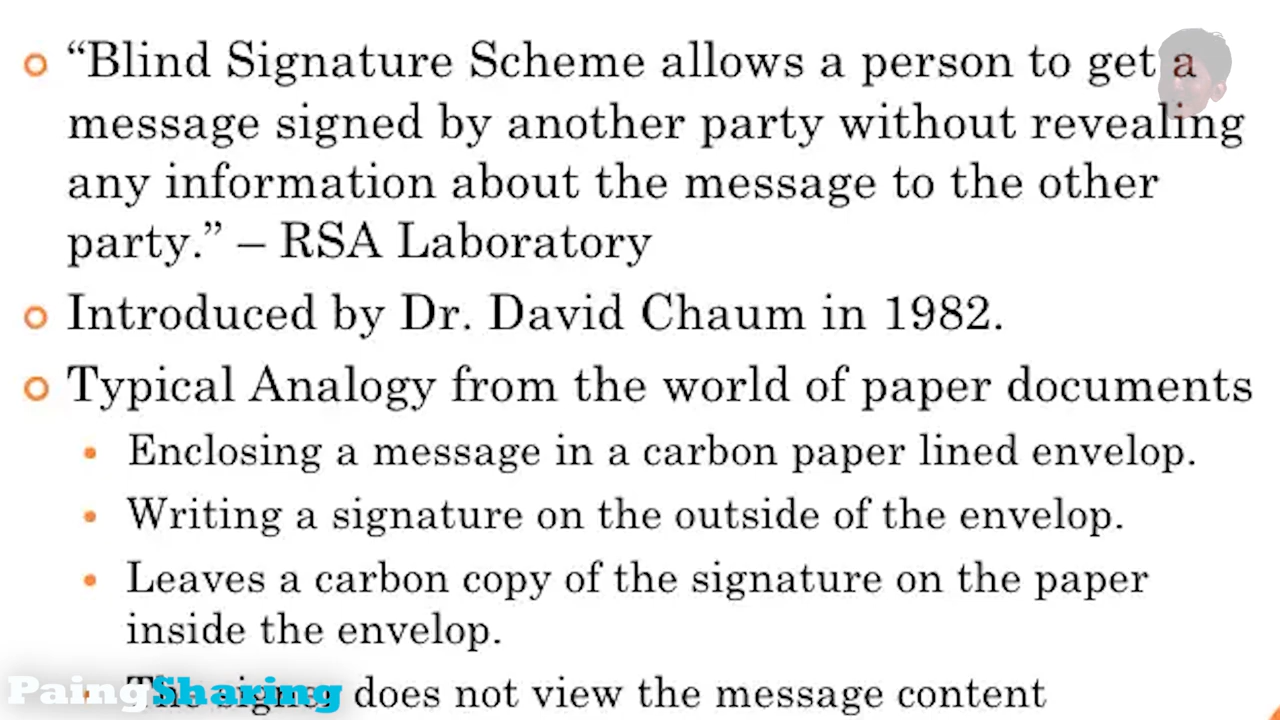 “Blind Signature Scheme allows a person to get a
message signed by another party without revealing
any information about the message to the other
party.” – RSA Laboratory
Introduced by Dr. David Chaum in 1982.
Typical Analogy from the world of paper documents
Enclosing a message in a carbon paper lined envelop.
Writing a signature on the outside of the envelop.
Leaves a carbon copy of the signature on the paper
inside the envelop.
The signer does not view the message content
PaingSharing